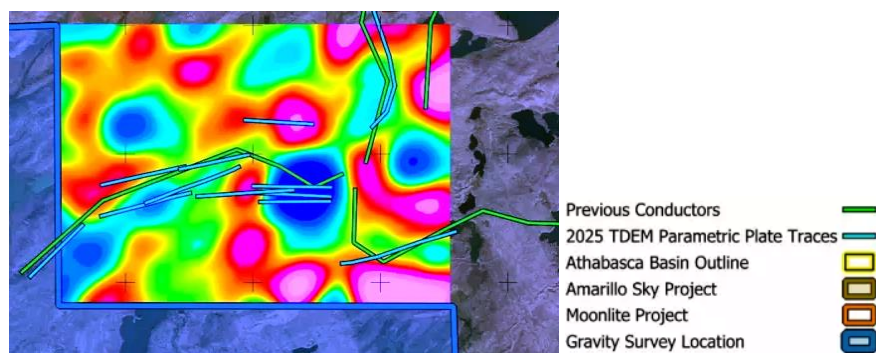 Previous Conductors
2025 TDEM Parametric Plate Traces
Athabasca Basin Outline
Amarillo Sky Project
Moonlite Project
Gravity Survey Location